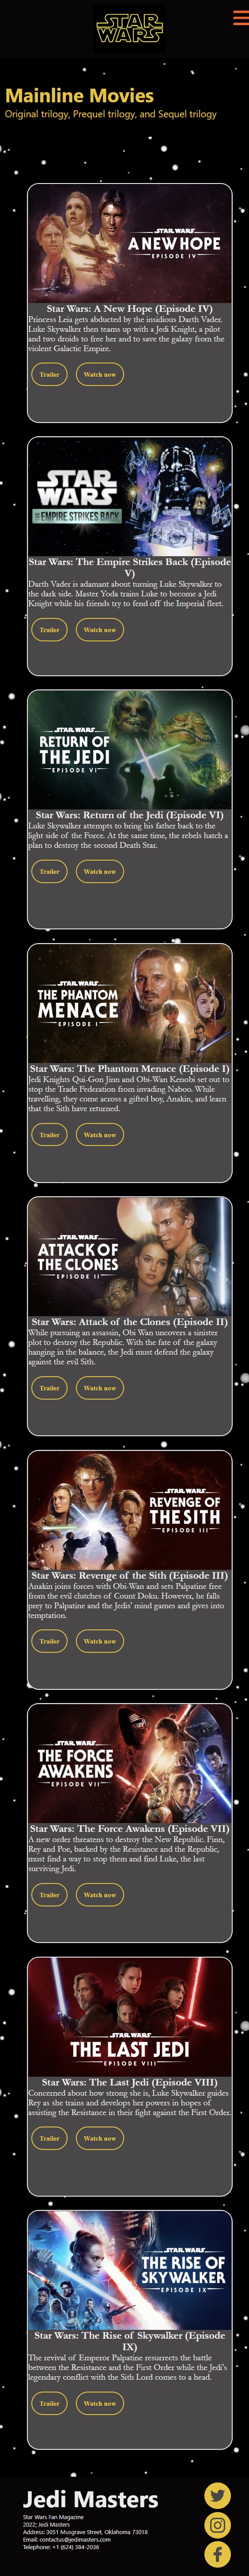 STAR
WARS
Mainline Movies
Original trilogy, Prequel trilogy, and Sequel trilogy
STAR WARS
A NEW HOPE
EPISODE IV
Star Wars: A New Hope (Episode IV)
Princess Leia gets abducted by the insidious Darth Vader.
Luke Skywalker then teams up with a Jedi Knight, a pilot
and two droids to free her and to save the galaxy from the
violent Galactic Empire.
Trailer
Watch now
STAR
WARS
THE EMPIRE STRIKES BACK
Star Wars: The Empire Strikes Back (Episode
V)
Darth Vader is adamant about turning Luke Skywalker to
the dark side. Master Yoda trains Luke to become a Jedi
Knight while his friends try to fend off the Imperial fleet.
Trailer
Watch now
STAR WARS
RETURN OF
THE JEDI
EPISODE VI
Star Wars: Return of the Jedi (Episode VI)
Luke Skywalker attempts to bring his father back to the
light side of the Force. At the same time, the rebels hatch a
plan to destroy the second Death Star.
Trailer
Watch now
STAR WARS
THE PHANTOM
MENACE
EPISODE I
Star Wars: The Phantom Menace (Episode I)
Jedi Knights Qui-Gon Jinn and Obi-Wan Kenobi set out to
stop the Trade Federation from invading Naboo. While
travelling, they come across a gifted boy, Anakin, and learn
that the Sith have returned.
Trailer
Watch now
STAR WARS
ATTACK OF
THE CLONES
EPISODE II
Star Wars: Attack of the Clones (Episode II)
While pursuing an assassin, Obi Wan uncovers a sinister
plot to destroy the Republic. With the fate of the galaxy
hanging in the balance, the Jedi must defend the galaxy
against the evil Sith.
Trailer
Watch now
STAR WARS
REVENGE OF
THE SITH
EPISODE III
Star Wars: Revenge of the Sith (Episode III)
Anakin joins forces with Obi-Wan and sets Palpatine free
from the evil clutches of Count Doku. However, he falls
prey to Palpatine and the Jedis' mind games and gives into
temptation.
Trailer
Watch now
STAR WARS
THE FORCE
AWAKENS
EPISODE VII
Star Wars: The Force Awakens (Episode VII)
A new order threatens to destroy the New Republic. Finn,
Rey and Poe, backed by the Resistance and the Republic,
must find a way to stop them and find Luke, the last
surviving Jedi.
Trailer
Watch now
STAR WARS
THE LAST JEDI
EPISODE VIII
Star Wars: The Last Jedi (Episode VIII)
Concerned about how strong she is, Luke Skywalker guides
Rey as she trains and develops her powers in hopes of
assisting the Resistance in their fight against the First Order.
Trailer
Watch now
STAR WARS
THE RISE OF
SKYWALKER
EPISODE IX
Star Wars: The Rise of Skywalker (Episode
IX)
The revival of Emperor Palpatine resurrects the battle
between the Resistance and the First Order while the Jedi's
legendary conflict with the Sith Lord comes to a head.
Trailer
Watch now
Jedi Masters
Star Wars Fan Magazine
2022; Jedi Masters
Address: 3051 Musgrave Street, Oklahoma 73018
Email: contactus@jedimasters.com
Telephone: +1 (624) 384-2036